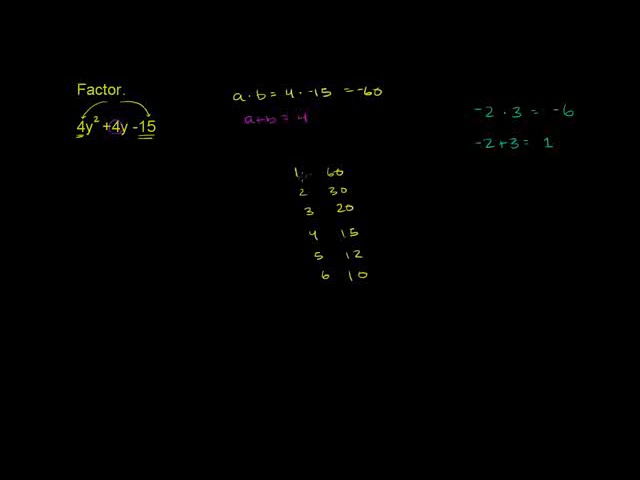 Factor.
4y² +4y -15
a · b = 4 · -15 = -60
a+b = 4
-2 · 3 = -6
-2+3 = 1
1 60
2 30
3 20
4 15
5 12
6 10